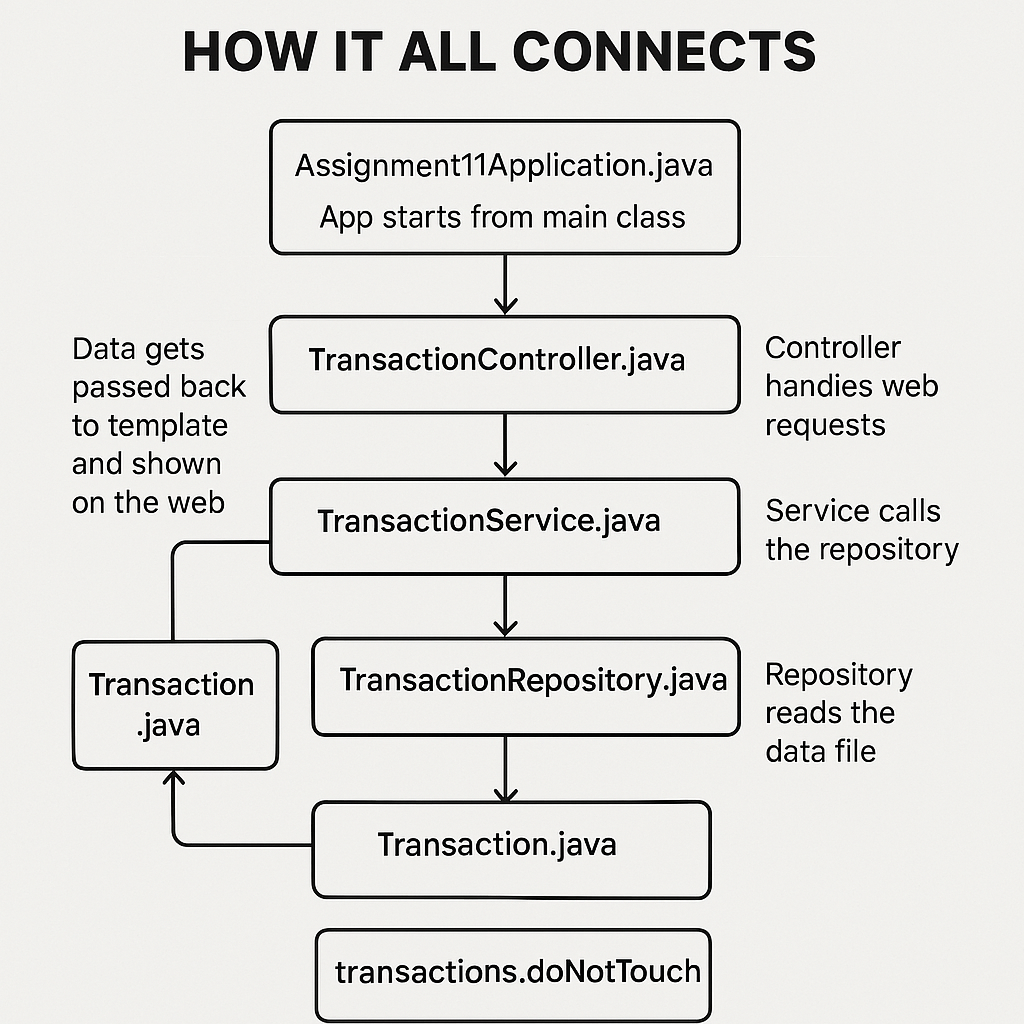 HOW IT ALL CONNECTS
Assignment11Application.java
App starts from main class
Data gets
passed back
to template
and shown
on the web
TransactionController.java
Controller
handies web
requests
TransactionService.java
Service calls
the repository
Transaction
.java
TransactionRepository.java
Repository
reads the
data file
Transaction.java
transactions.doNotTouch